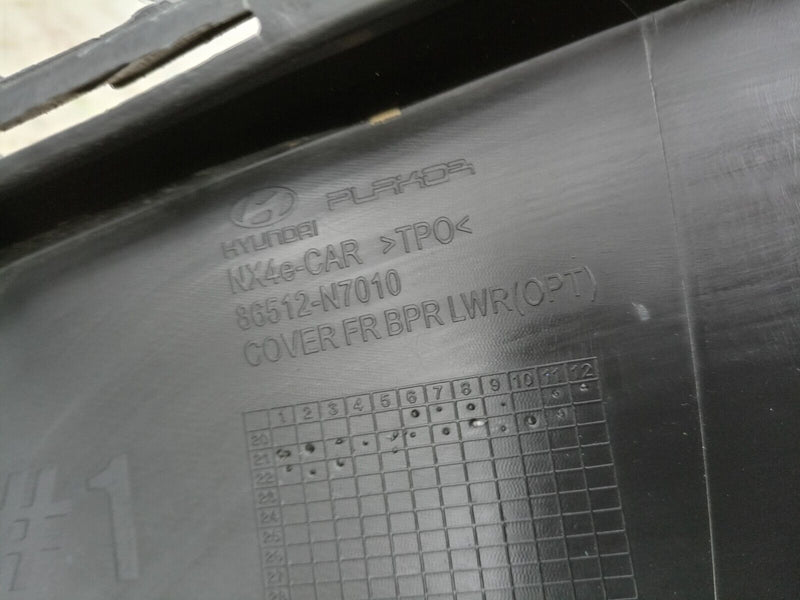 PLAKOR
HYUNDAI
NX4e-CAR >TPO<
86512-N7010
COVER FR BPR LWR(OPT)
1 2 3 4 5 6 7 8 9 10 11 12
20
21
22
23
24
25
#1